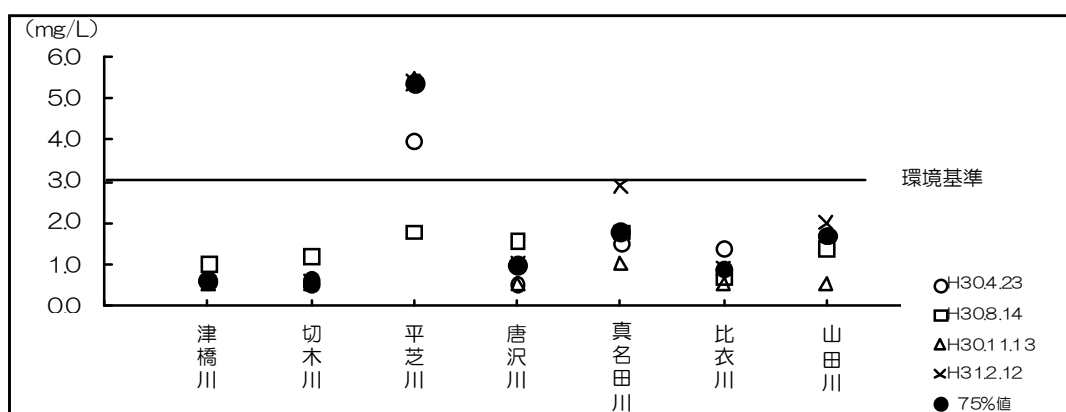 (mg/L)
6.0
5.0
4.0
3.0
2.0
1.0
0.0
環境基準
津橋川
切木川
平芝川
唐沢川
真名田川
比衣川
山田川
H30.4.23
H30.8.14
H30.11.13
H31.2.12
75%値